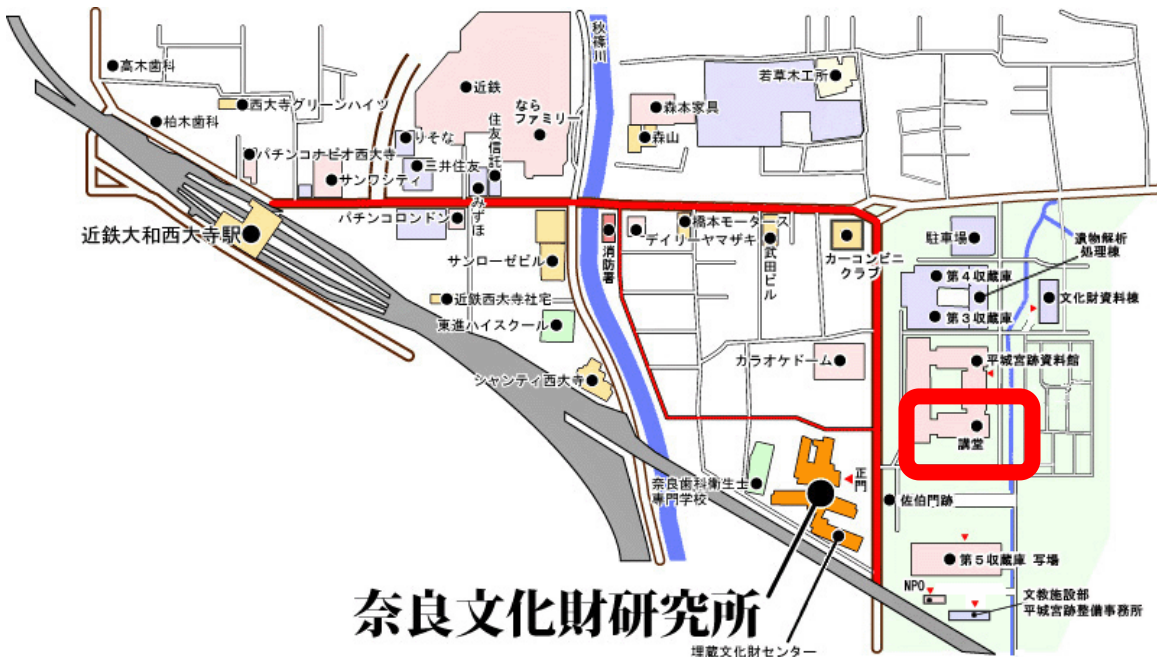 秋篠川
高木歯科
西大寺グリーンハイツ
柏木歯科
近鉄
なら
ファミリー
りそな
住友信託
三井住友
パチンコナビオ西大寺
サンワシティ
みずほ
パチンコロンドン
近鉄大和西大寺駅
若草木工所
森本家具
森山
サンローゼビル
消防署
デイリーヤマザキ
橋本モータース
武田ビル
カーコンビニ
クラブ
駐車場
遺物解析
処理棟
第4収蔵庫
第3収蔵庫
文化財資料棟
近鉄西大寺社宅
東進ハイスクール
シャンティ西大寺
カラオケドーム
平城宮跡資料館
講堂
奈良歯科衛生士
専門学校
正門
佐伯門跡
第5収蔵庫 写場
NPO
文教施設部
平城宮跡整備事務所
奈良文化財研究所
埋蔵文化財センター